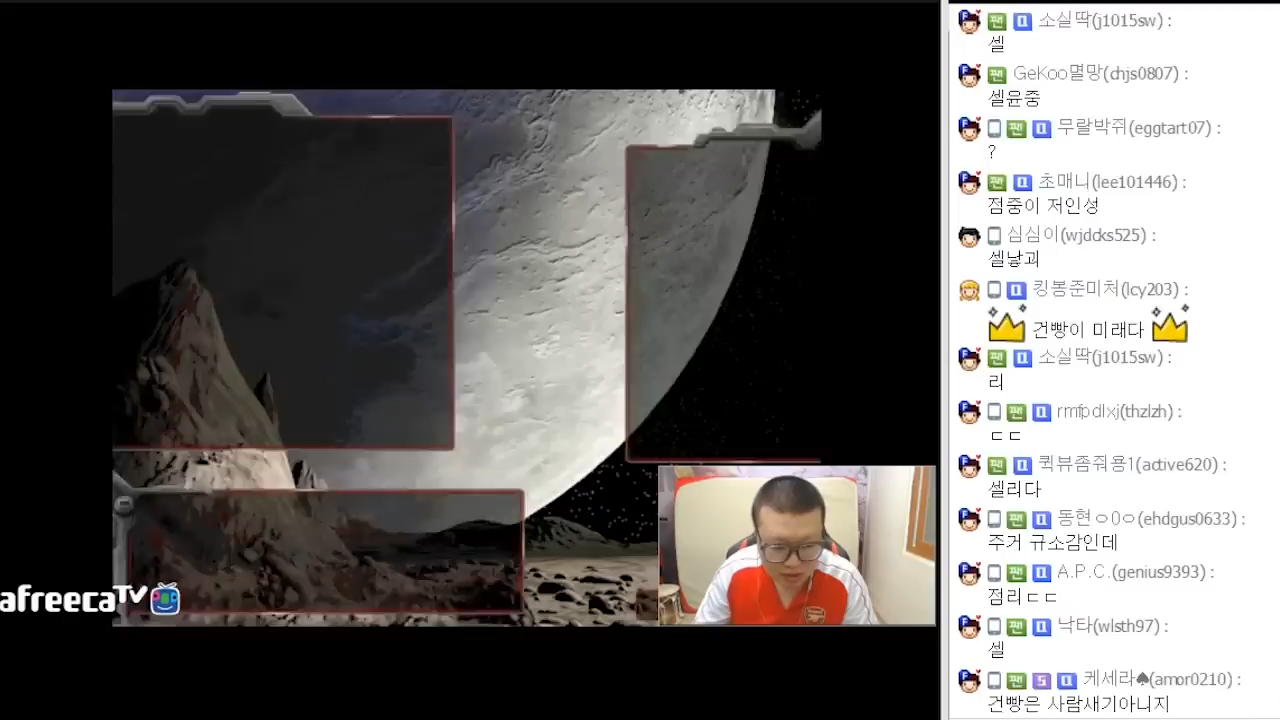 소실딱(j1015sw) :
셀
GeKoo멸망(chjs0807) :
셀윤중
무랄박쥐(eggtart07) :
?
초매니(lee101446) :
점중이 저인성
심심이(wjdcks525) :
셀낳괴
킹봉준미처(lcy203) :
건빵이 미래다
소실딱(j1015sw) :
리
rmfpdlxj(thzlzh) :
ㄷㄷ
퀵뷰좀줘용1(active620) :
셀리다
동현ㅇ0ㅇ(ehdgus0633) :
주거 규소감인데
A.P.C.(genius9393) :
점리ㄷㄷ
낙타(wlsth97) :
셀
케세라♠(amor0210) :
건빵은 사람새기아니지
afreecaTV